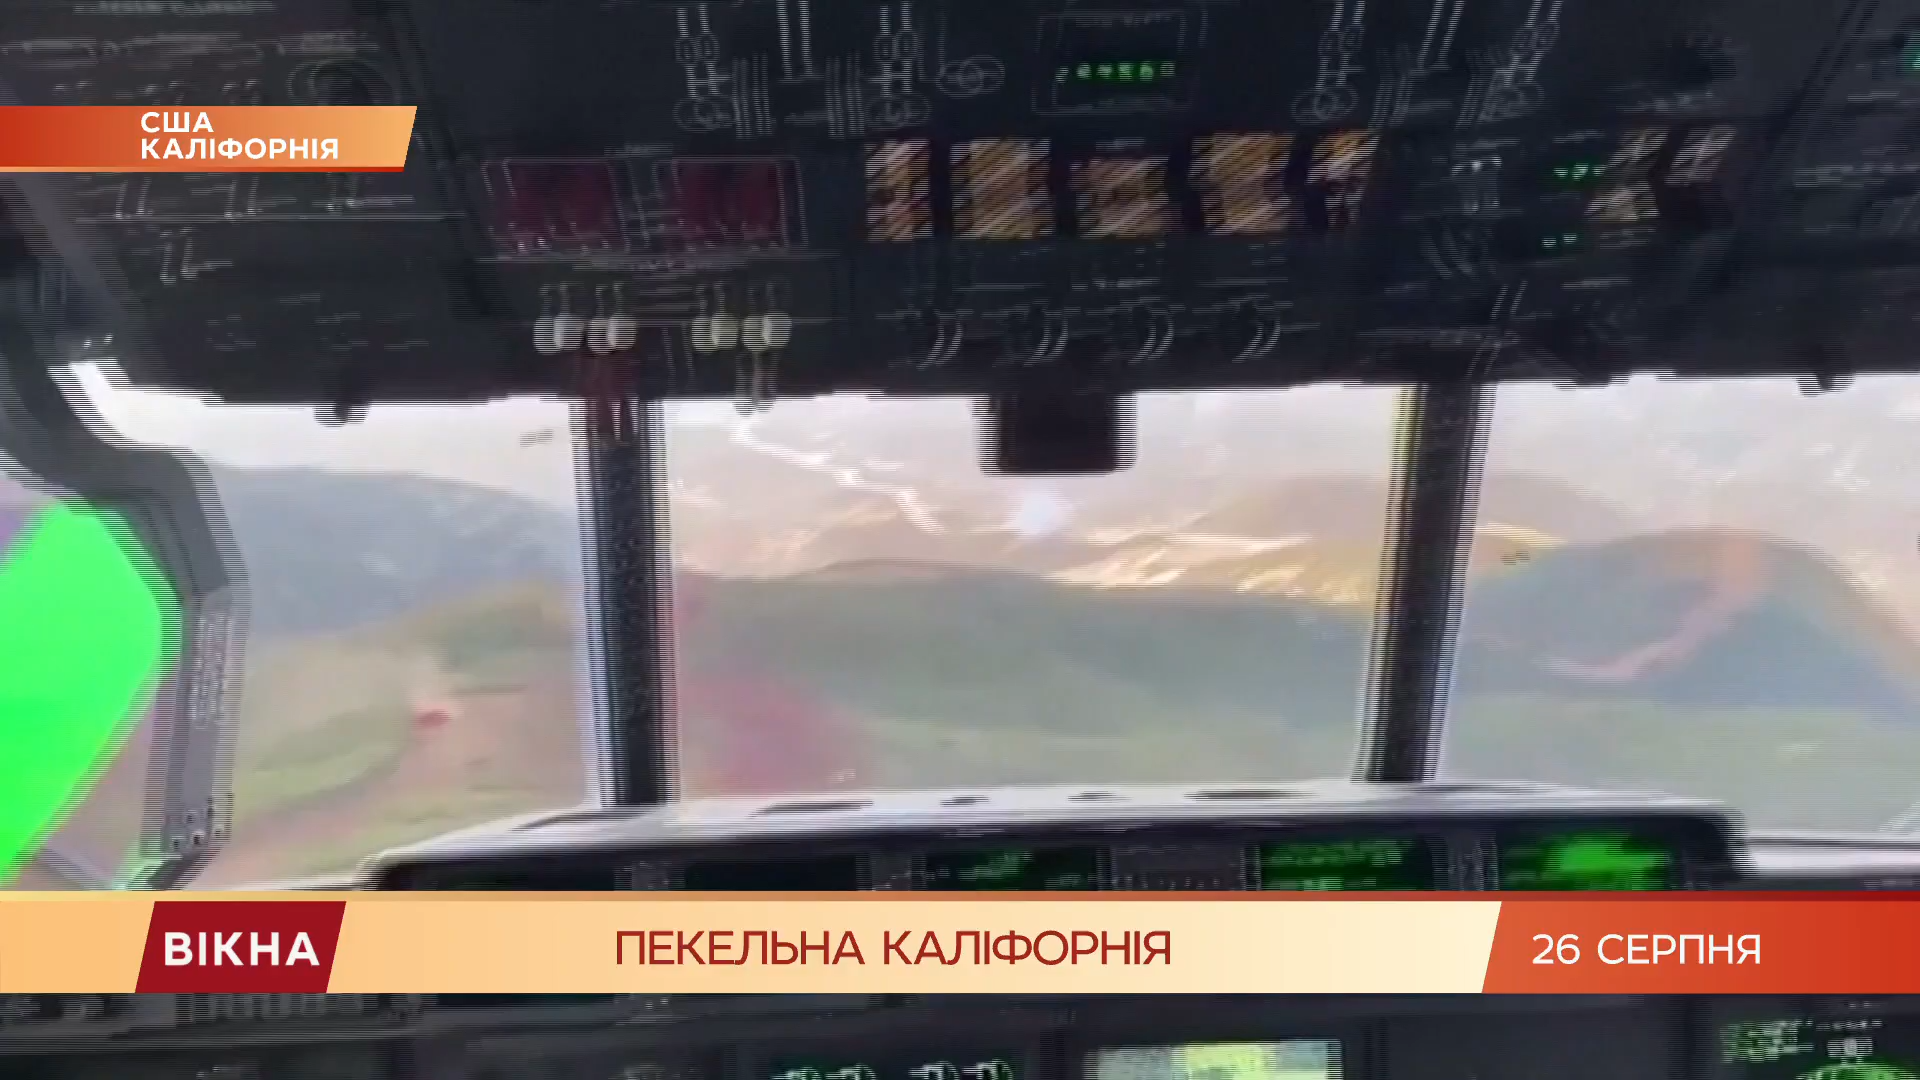 США
КАЛІФОРНІЯ
ВІКНА
ПЕКЕЛЬНА КАЛІФОРНІЯ
26 СЕРПНЯ